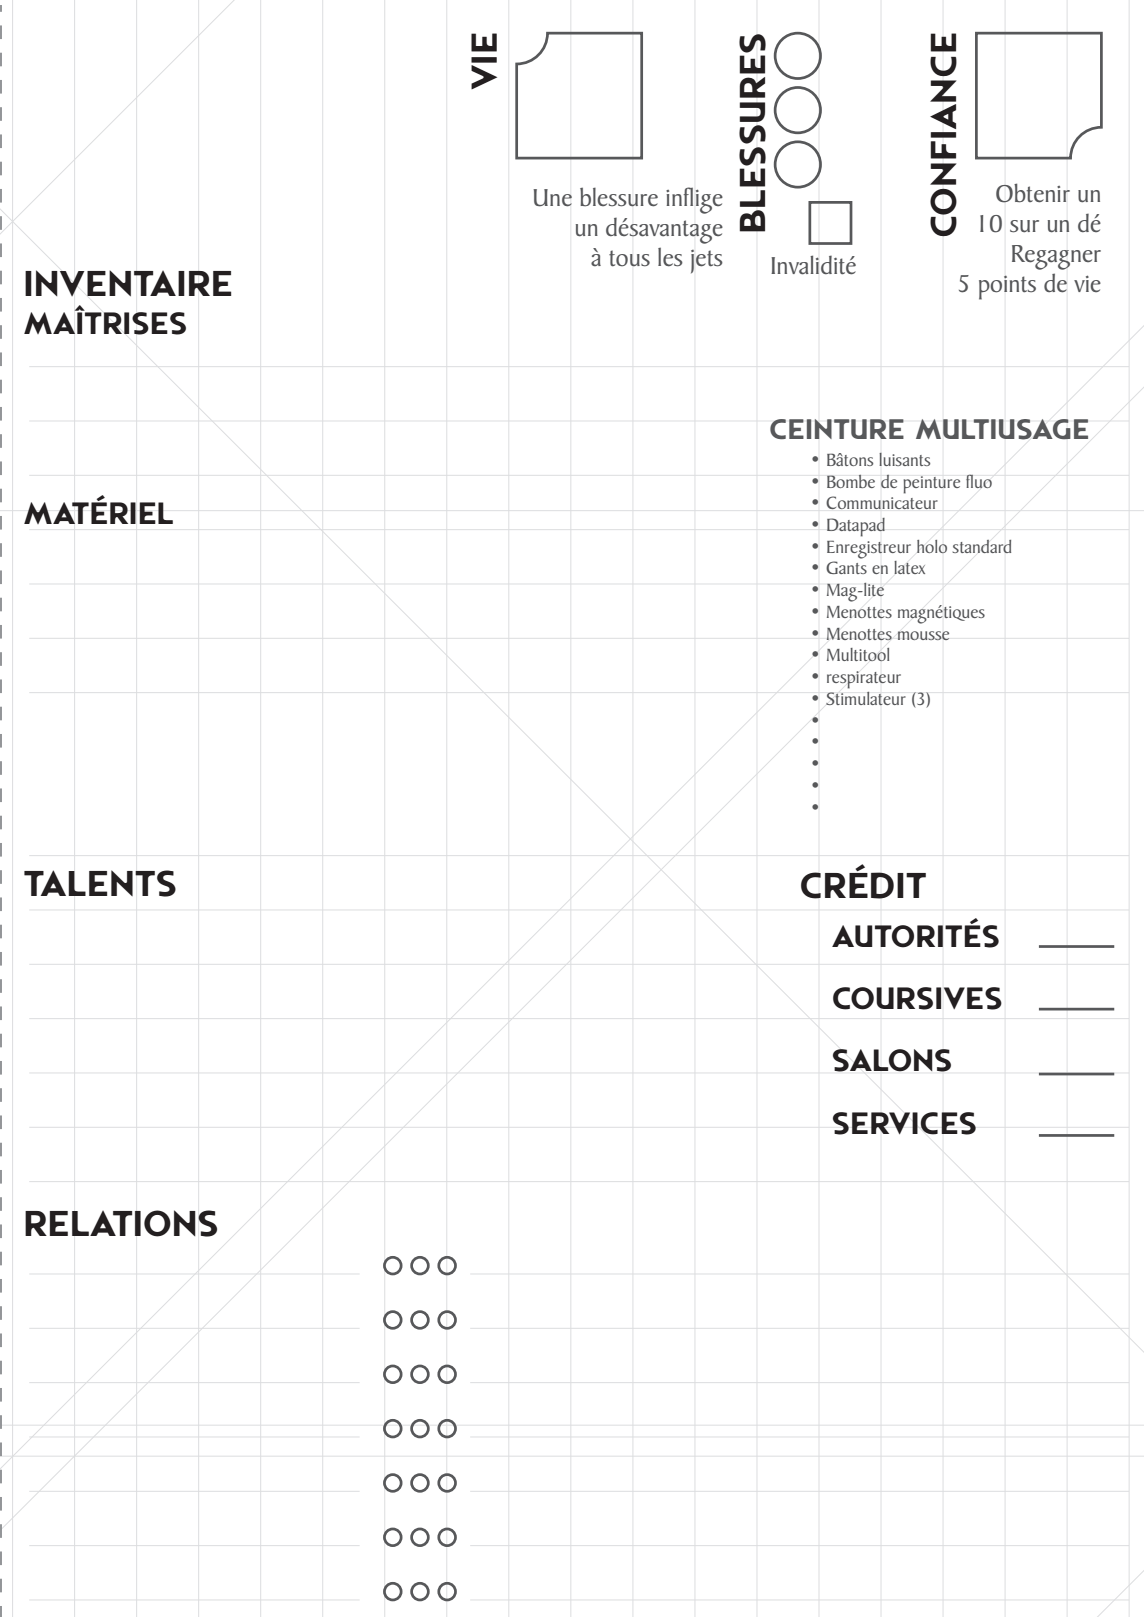 VIE
Une blessure inflige
un désavantage
à tous les jets
BLESSURES
Invalidité
CONFIANCE
Obtenir un
10 sur un dé
Regagner
5 points de vie
INVENTAIRE
MAÎTRISES
MATÉRIEL
CEINTURE MULTIUSAGE
• Bâtons luisants
• Bombe de peinture fluo
• Communicateur
• Datapad
• Enregistreur holo standard
• Gants en latex
• Mag-lite
• Menottes magnétiques
• Menottes mousse
• Multitool
• respirateur
• Stimulateur (3)
•
•
•
•
•
TALENTS
CRÉDIT
AUTORITÉS
COURSIVES
SALONS
SERVICES
RELATIONS